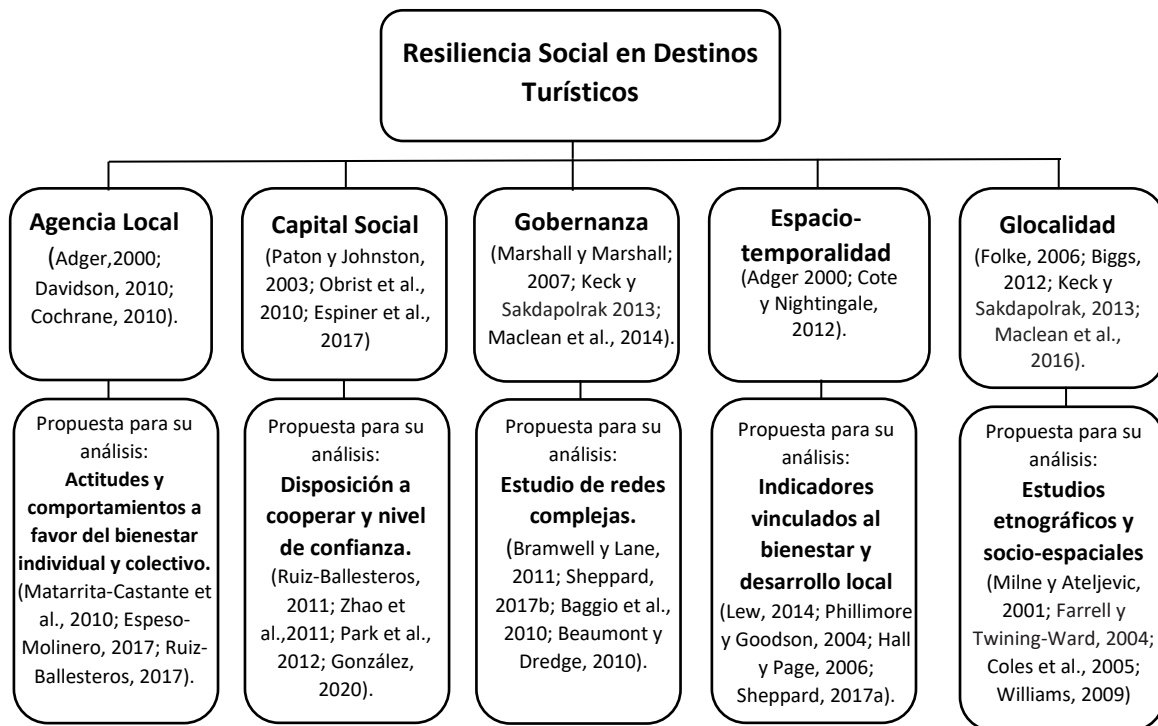 Resiliencia Social en Destinos
Turísticos
Agencia Local
(Adger,2000;
Davidson, 2010;
Cochrane, 2010).
Capital Social
(Paton y Johnston,
2003; Obrist et al.,
2010; Espiner et al.,
2017)
Gobernanza
(Marshall y Marshall;
2007; Keck y
Sakdapolrak 2013;
Maclean et al., 2014).
Espacio-
temporalidad
(Adger 2000; Cote
y Nightingale,
2012).
Glocalidad
(Folke, 2006; Biggs,
2012; Keck y
Sakdapolrak, 2013;
Maclean et al.,
2016).
Propuesta para su
análisis:
Actitudes y
comportamientos a
favor del bienestar
individual y colectivo.
(Matarrita-Castante et
al., 2010; Espeso-
Molinero, 2017; Ruiz-
Ballesteros, 2017).
Propuesta para su
análisis:
Disposición a
cooperar y nivel
de confianza.
(Ruiz-Ballesteros,
2011; Zhao et
al.,2011; Park et al.,
2012; González,
2020).
Propuesta para su
análisis:
Estudio de redes
complejas.
(Bramwell y Lane,
2011; Sheppard,
2017b; Baggio et al.,
2010; Beaumont y
Dredge, 2010).
Propuesta para su
análisis:
Indicadores
vinculados al
bienestar y
desarrollo local
(Lew, 2014; Phillimore
y Goodson, 2004; Hall
y Page, 2006;
Sheppard, 2017a).
Propuesta para su
análisis:
Estudios
etnográficos y
socio-espaciales
(Milne y Ateljevic,
2001; Farrell y
Twining-Ward, 2004;
Coles et al., 2005;
Williams, 2009)